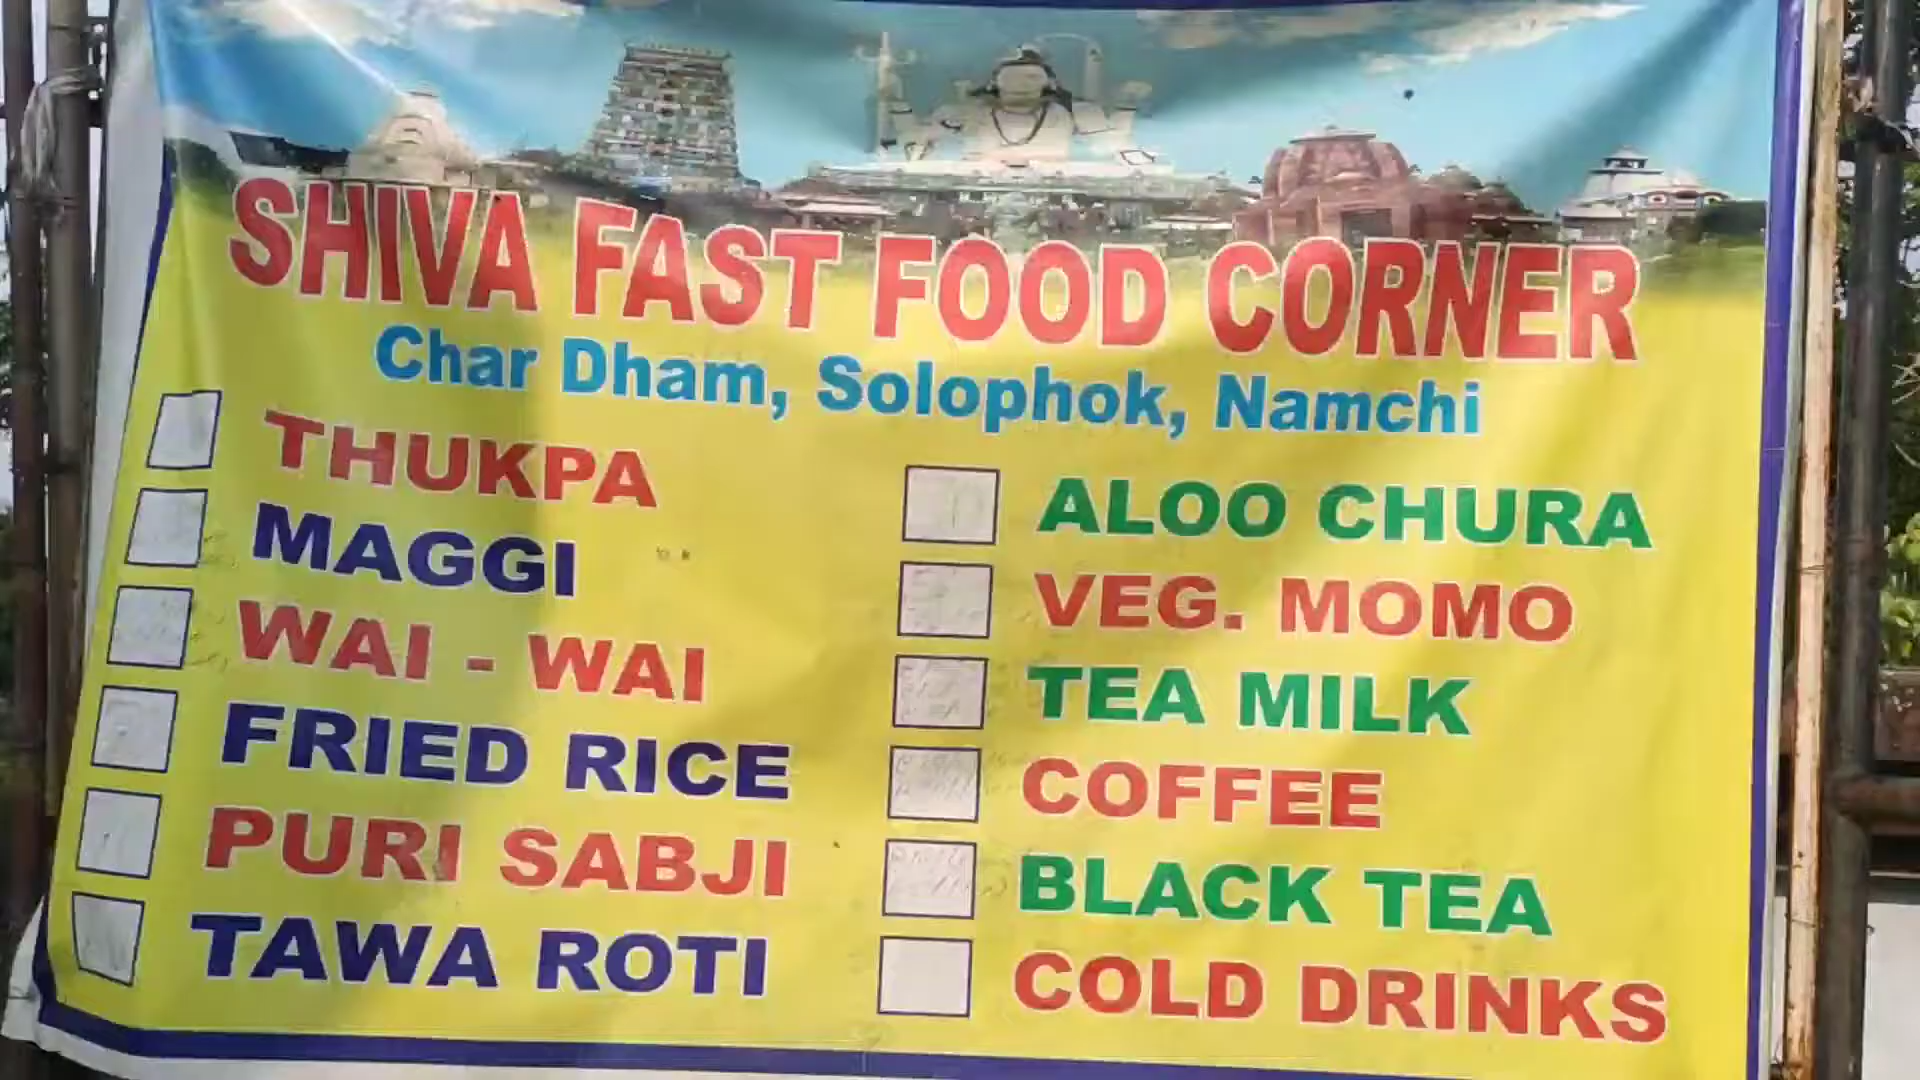 SHIVA FAST FOOD CORNER
Char Dham, Solophok, Namchi
THUKPA
MAGGI
WAI - WAI
FRIED RICE
PURI SABJI
TAWA ROTI
ALOO CHURA
VEG. MOMO
TEA MILK
COFFEE
BLACK TEA
COLD DRINKS